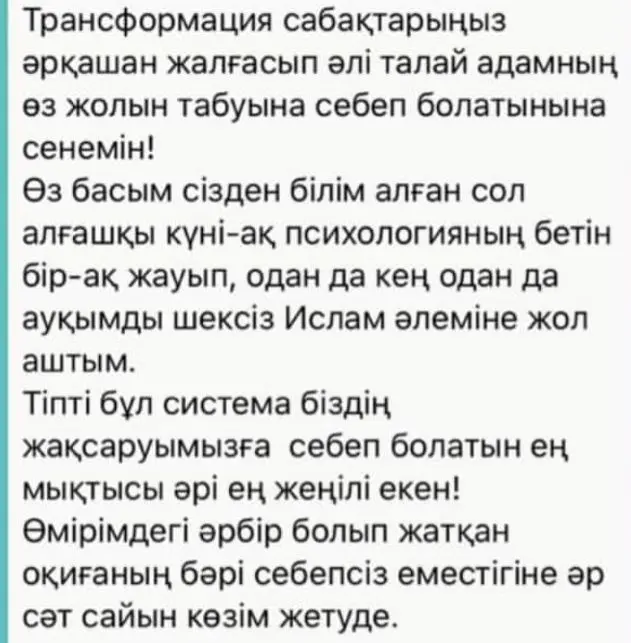 Трансформация сабақтарыңыз
әрқашан жалғасып әлі талай адамның
өз жолын табуына себеп болатынына
сенемін!
Өз басым сізден білім алған сол
алғашқы күні-ақ психологияның бетін
бір-ақ жауып, одан да кең одан да
ауқымды шексіз Ислам әлеміне жол
аштым.
Тіпті бұл система біздің
жақсаруымызға  себеп болатын ең
мықтысы әрі ең жеңілі екен!
Өмірімдегі әрбір болып жатқан
оқиғаның бәрі себепсіз еместігіне әр
сәт сайын көзім жетуде.